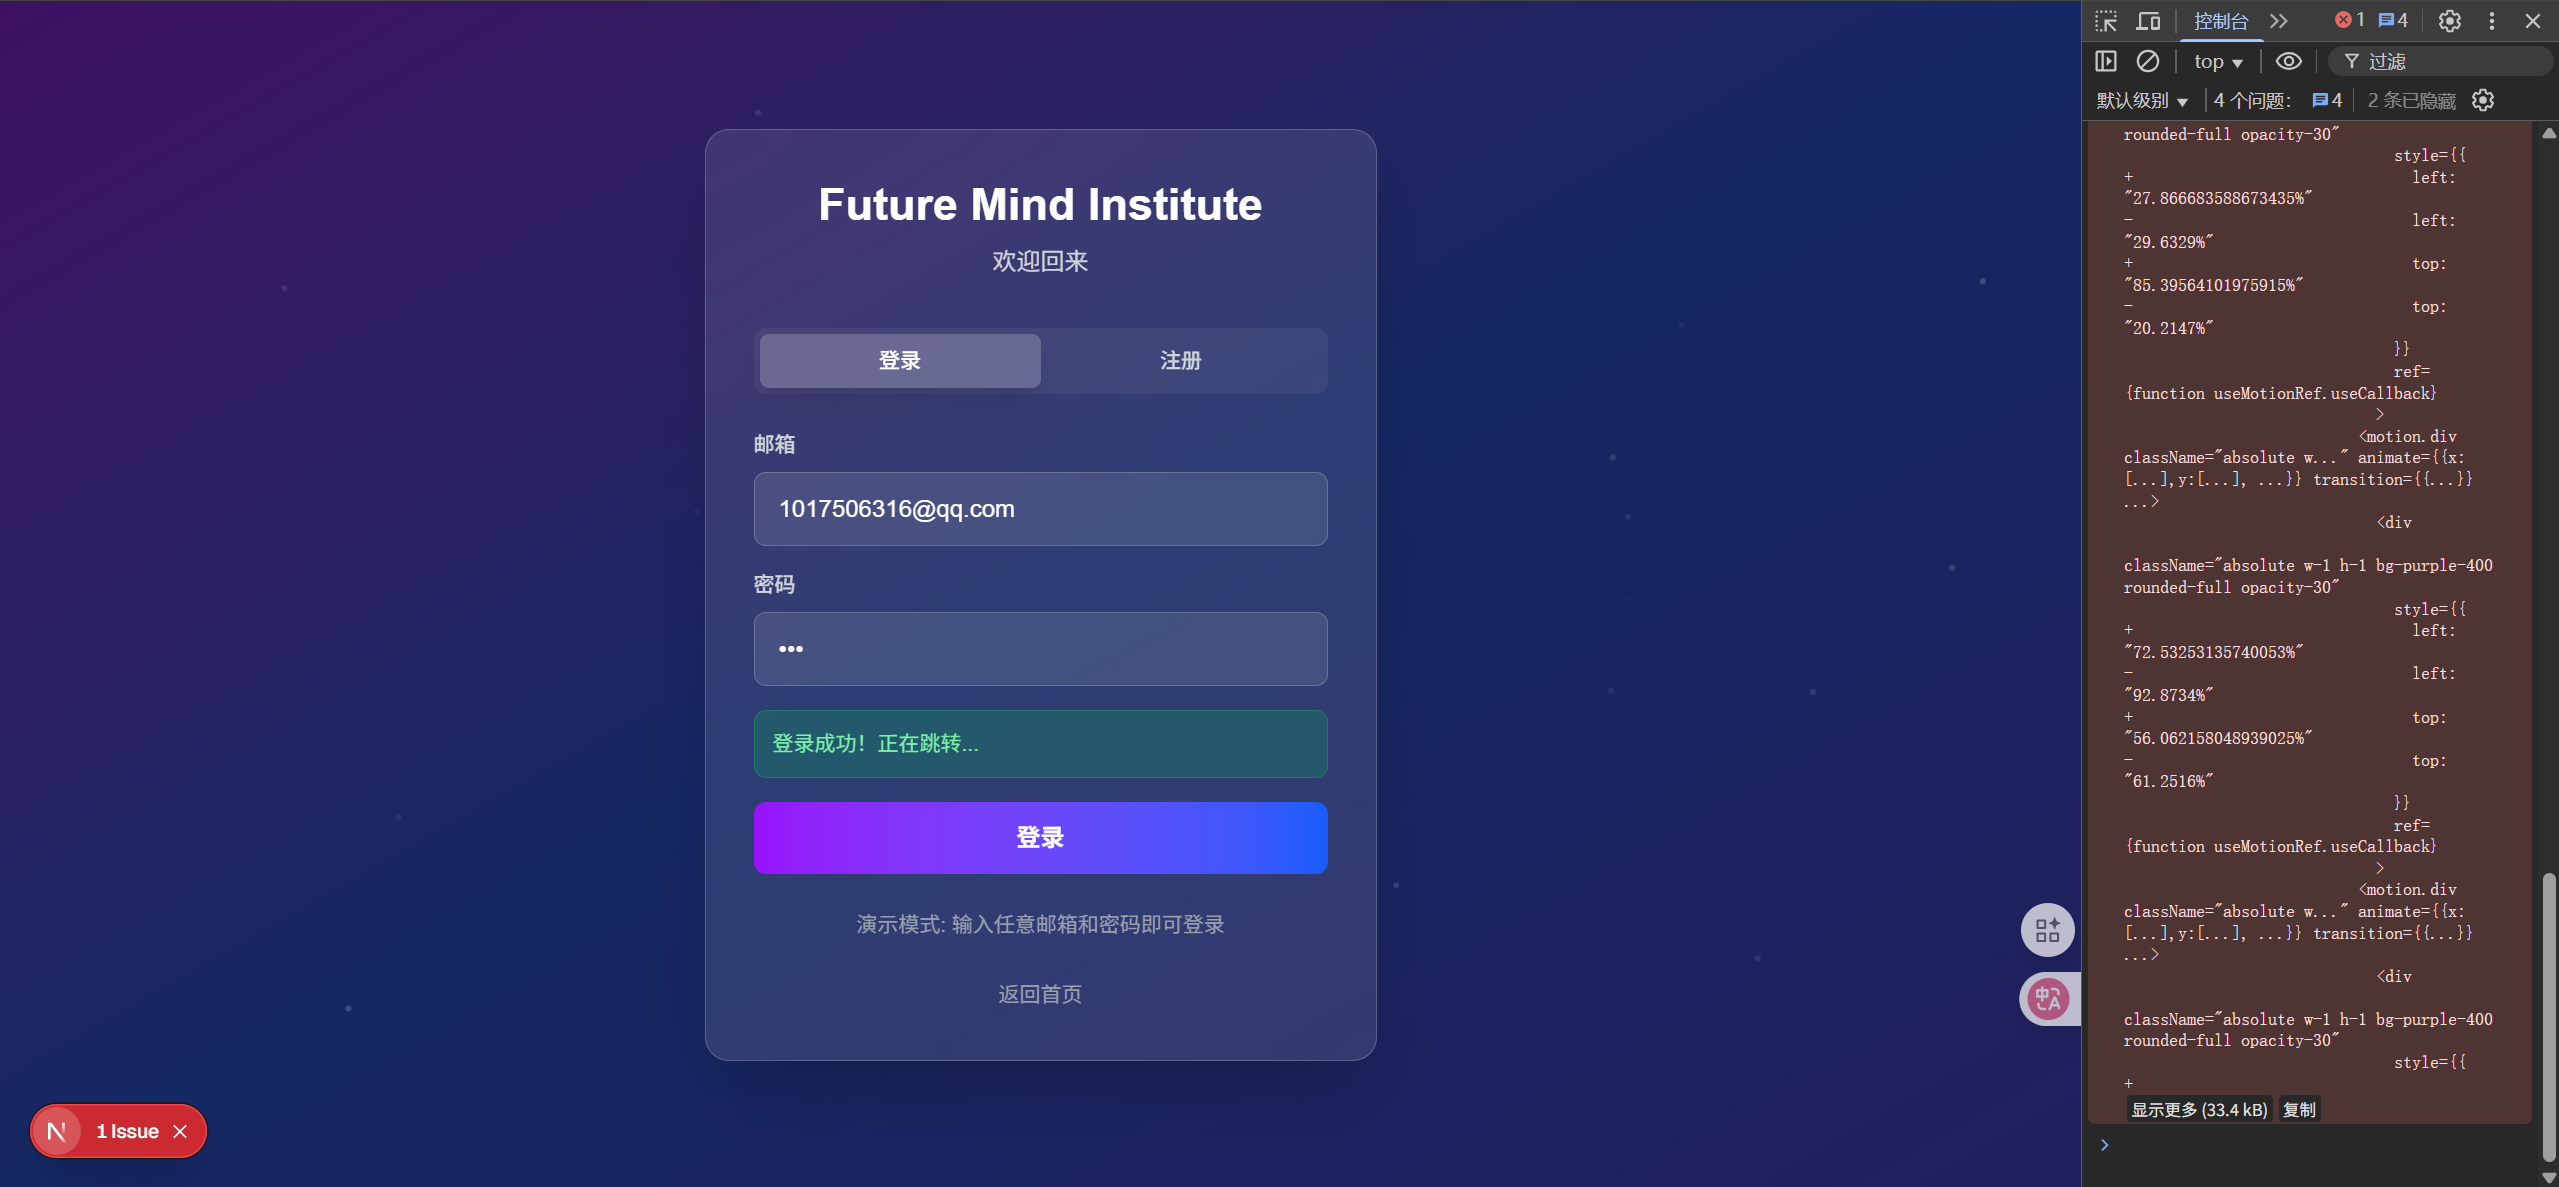 Future Mind Institute
欢迎回来
登录
注册
邮箱
1017506316@qq.com
密码
•••
登录成功！正在跳转...
登录
演示模式: 输入任意邮箱和密码即可登录
返回首页
N
1 Issue
中A
控制台
1
4
top
过滤
默认级别
4 个问题：
4
2 条已隐藏
rounded-full opacity-30"
style={{
+ left:
"27.866683588673435%"
- left:
"29.6329%"
+ top:
"85.39564101975915%"
- top:
"20.2147%"
}}
ref=
{function useMotionRef.useCallback}
>
<motion.div
className="absolute w..." animate={{x:
[...],y:[...], ...}} transition={{...}}
...>
<div
className="absolute w-1 h-1 bg-purple-400
rounded-full opacity-30"
style={{
+ left:
"72.53253135740053%"
- left:
"92.8734%"
+ top:
"56.062158048939025%"
- top:
"61.2516%"
}}
ref=
{function useMotionRef.useCallback}
>
<motion.div
className="absolute w..." animate={{x:
[...],y:[...], ...}} transition={{...}}
...>
<div
className="absolute w-1 h-1 bg-purple-400
rounded-full opacity-30"
style={{
+
显示更多 (33.4 kB) 复制